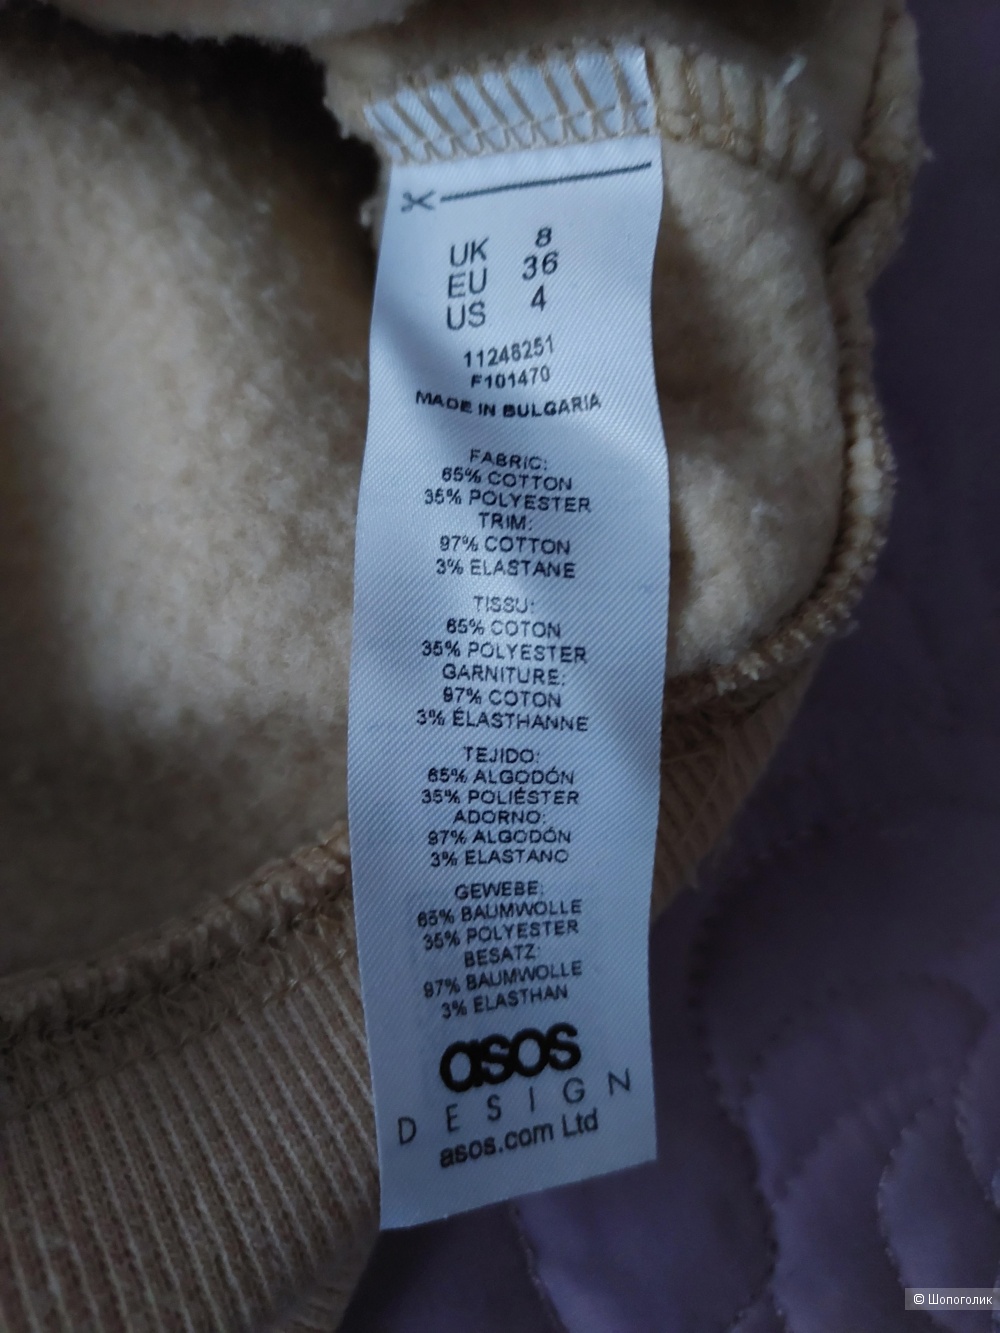 UK 8
EU 36
US 4
11248251
F101470
MADE IN BULGARIA
FABRIC:
65% COTTON
35% POLYESTER
TRIM:
97% COTTON
3% ELASTANE
TISSU:
65% COTON
35% POLYESTER
GARNITURE:
97% COTON
3% ÉLASTHANNE
TEJIDO:
65% ALGODÓN
35% POLIÉSTER
ADORNO:
97% ALGODÓN
3% ELASTANO
GEWEBE:
65% BAUMWOLLE
35% POLYESTER
BESATZ:
97% BAUMWOLLE
3% ELASTHAN
asos
DESIGN
asos.com Ltd
© Шопоголик